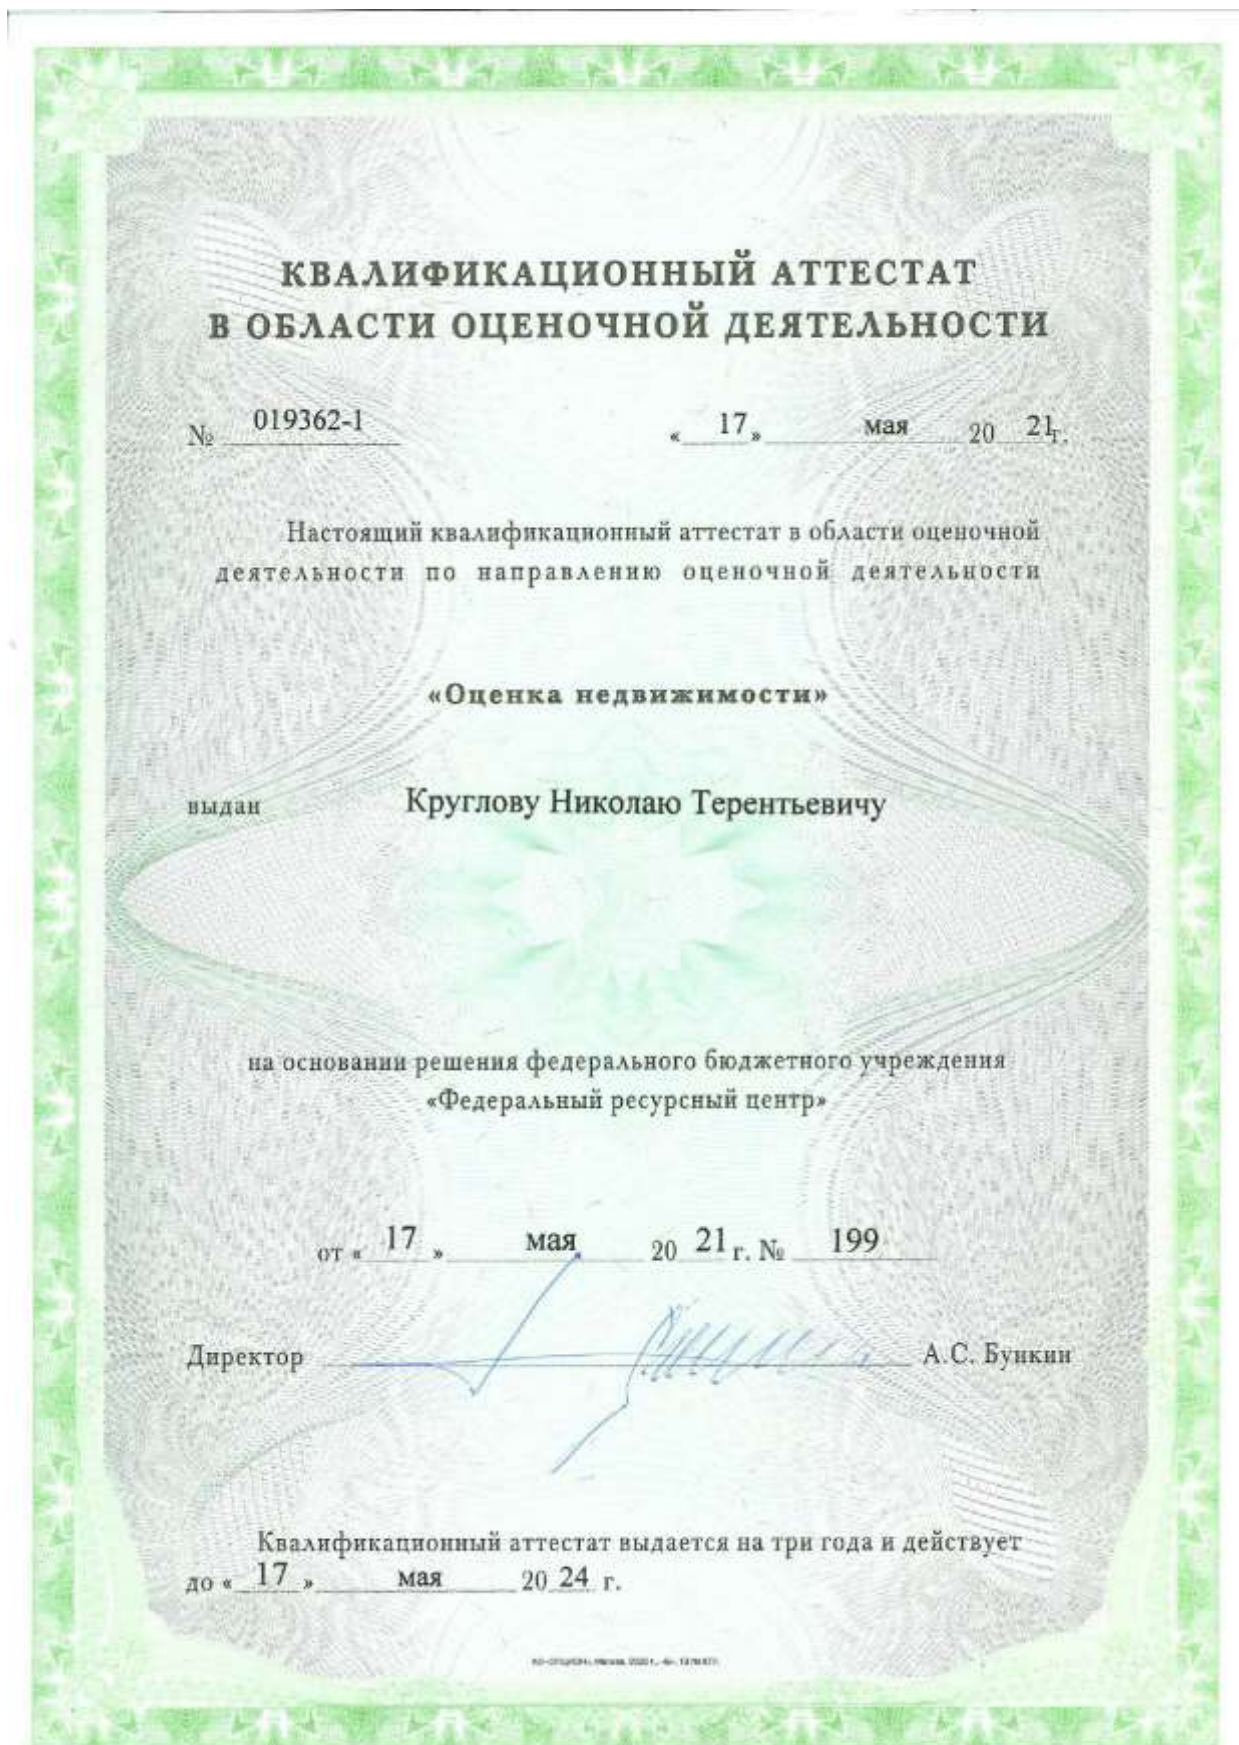 КВАЛИФИКАЦИОННЫЙ АТТЕСТАТ
В ОБЛАСТИ ОЦЕНОЧНОЙ ДЕЯТЕЛЬНОСТИ
№ 019362-1 « 17 » мая 20 21 г.
Настоящий квалификационный аттестат в области оценочной
деятельности по направлению оценочной деятельности
«Оценка недвижимости»
выдан Круглову Николаю Терентьевичу
на основании решения федерального бюджетного учреждения
«Федеральный ресурсный центр»
от « 17 » мая 20 21 г. № 199
Директор А.С. Бункин
Квалификационный аттестат выдается на три года и действует
до « 17 » мая 20 24 г.
Москва, 2020 г.